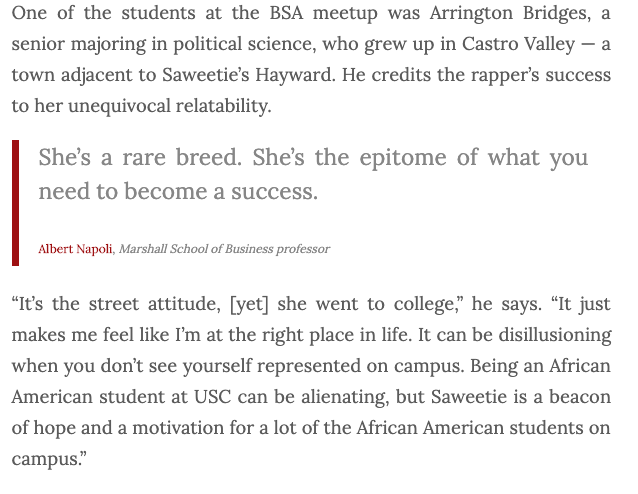 One of the students at the BSA meetup was Arrington Bridges, a
senior majoring in political science, who grew up in Castro Valley — a
town adjacent to Saweetie’s Hayward. He credits the rapper’s success
to her unequivocal relatability.
She’s a rare breed. She’s the epitome of what you
need to become a success.
Albert Napoli, Marshall School of Business professor
“It’s the street attitude, [yet] she went to college,” he says. “It just
makes me feel like I’m at the right place in life. It can be disillusioning
when you don’t see yourself represented on campus. Being an African
American student at USC can be alienating, but Saweetie is a beacon
of hope and a motivation for a lot of the African American students on
campus.”